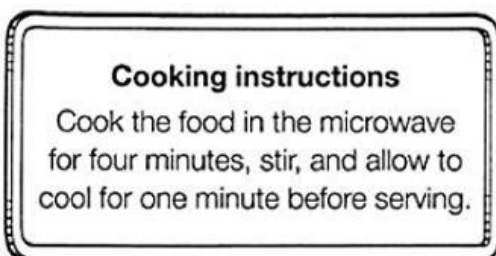 Cooking instructions
Cook the food in the microwave
for four minutes, stir, and allow to
cool for one minute before serving.